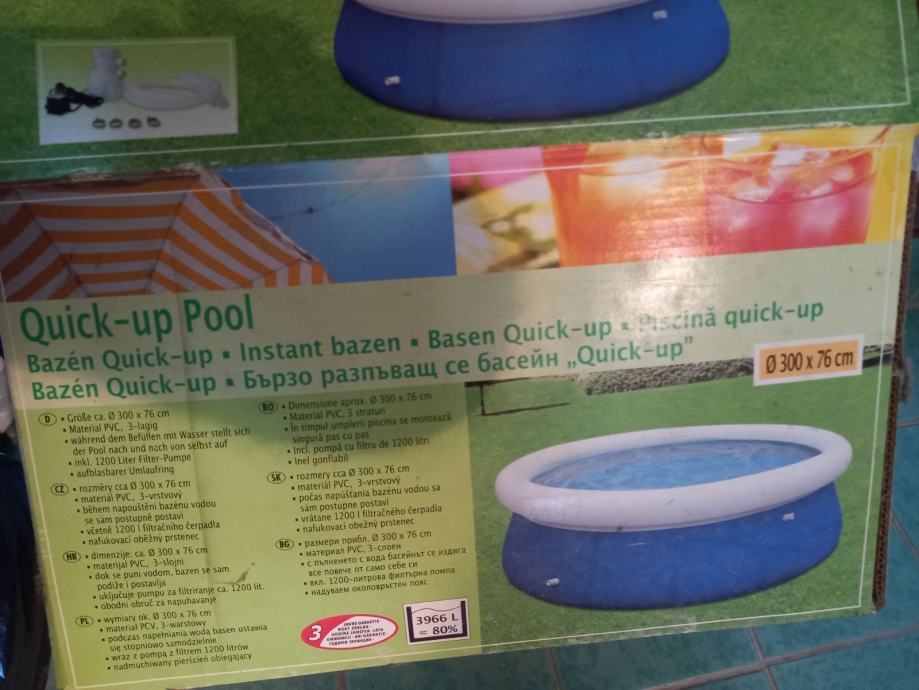 Quick-up Pool
Bazén Quick-up ▪ Instant bazen ▪ Basen Quick-up ▪ Piscină quick-up
Bazén Quick-up ▪ Бързо разпъващ се басейн „Quick-up”
Ø 300 x 76 cm
D
• Größe ca. Ø 300 x 76 cm
• Material PVC, 3-lagig
• während dem Befüllen mit Wasser stellt sich
der Pool nach und nach von selbst auf
• inkl. 1200 Liter Filter-Pumpe
• aufblasbarer Umlaufring
CZ
• rozměry cca Ø 300 x 76 cm
• materiál PVC, 3-vrstvový
• během napouštění bazénu vodou
se sám postupně postaví
• včetně 1200 l filtračního čerpadla
• nafukovací oběžný prstenec
HR
• dimenzije: ca. Ø 300 x 76 cm
• materijal PVC, 3-slojni
• dok se puni vodom, bazen se sam
podiže i postavlja
• uključuje pumpu za filtriranje ca. 1200 lit.
• obodni obruč za napuhavanje
PL
• wymiary ok. Ø 300 x 76 cm
• materiał PCV, 3-warstowy
• podczas napełniania wodą basen ustawia
się stopniowo samodzielnie
• wraz z pompą z filtrem 1200 litrów
• nadmuchiwany pierścień obiegający
RO
• Dimensiune aprox. Ø 300 x 76 cm
• Material PVC, 3 straturi
• În timpul umplerii piscina se montează
singură pas cu pas
• Incl. pompă cu filtru de 1200 litri
• Inel gonflabil
SK
• rozmery cca Ø 300 x 76 cm
• materiál PVC, 3-vrstvový
• počas napúšťania bazénu vodou sa
sám postupne postaví
• vrátane 1200 l filtračného čerpadla
• nafukovací obežný prstenec
BG
• размери прибл. Ø 300 x 76 cm
• материал PVC, 3-слоен
• с пълненето с вода басейнът се издига
все повече от само себе си
• вкл. 1200-литрова филтърна помпа
• надуваем околовръстен пояс
3
JAHRE GARANTIE
3966 L
= 80%